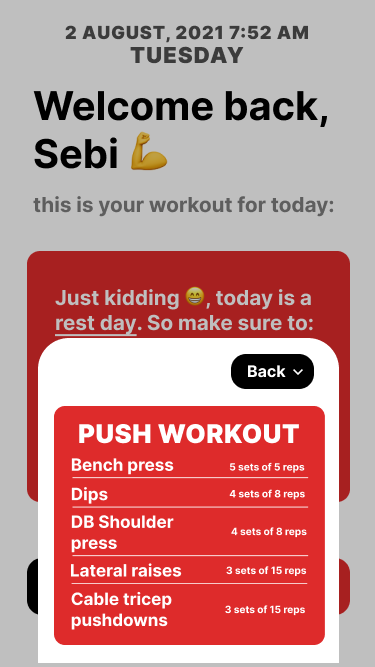 2 AUGUST, 2021 7:52 AM
TUESDAY
Welcome back,
Sebi 💪
this is your workout for today:
Just kidding 😁, today is a
rest day. So make sure to:
Back
PUSH WORKOUT
Bench press 5 sets of 5 reps
Dips 4 sets of 8 reps
DB Shoulder
press 4 sets of 8 reps
Lateral raises 3 sets of 15 reps
Cable tricep
pushdowns 3 sets of 15 reps